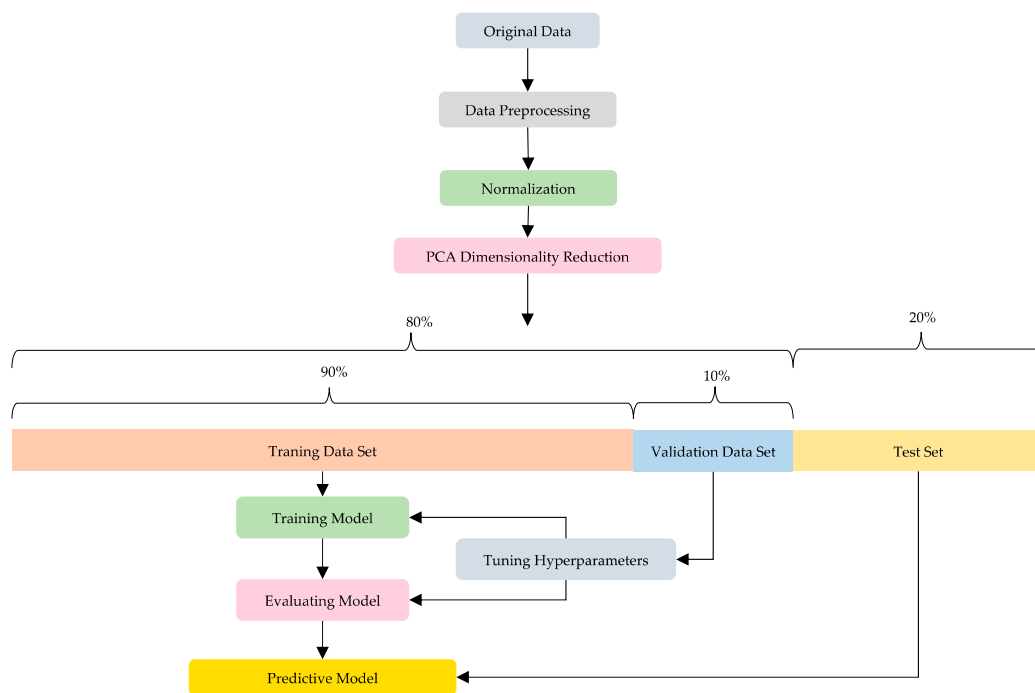 Original Data
Data Preprocessing
Normalization
PCA Dimensionality Reduction
80%
20%
90%
10%
Traning Data Set
Validation Data Set
Test Set
Training Model
Tuning Hyperparameters
Evaluating Model
Predictive Model